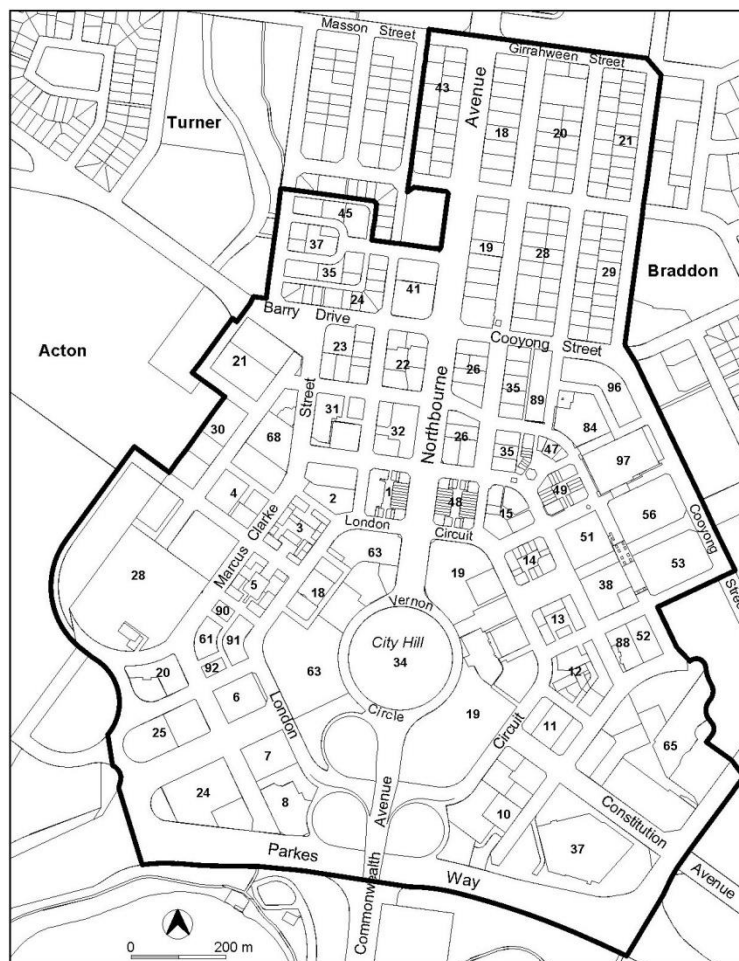 Masson Street
Girrahween Street
43
Avenue
Turner
18
20
21
45
37
19
28
35
29
Braddon
41
24
Barry Drive
Cooyong Street
Acton
23
22
26
21
35
96
89
Street
Northbourne
31
30
32
84
68
26
47
35
97
4
49
2
1
48
15
56
Marcus Clarke
3
London Circuit
51
Cooyong
63
53
14
28
19
5
38
18
Vernon
Street
90
13
61
91
City Hill
88
52
34
92
12
20
63
6
Circle
19
11
London
Circuit
25
65
7
24
8
Avenue
10
Constitution
37
Parkes Way
Avenue
Commonwealth
0 200 m